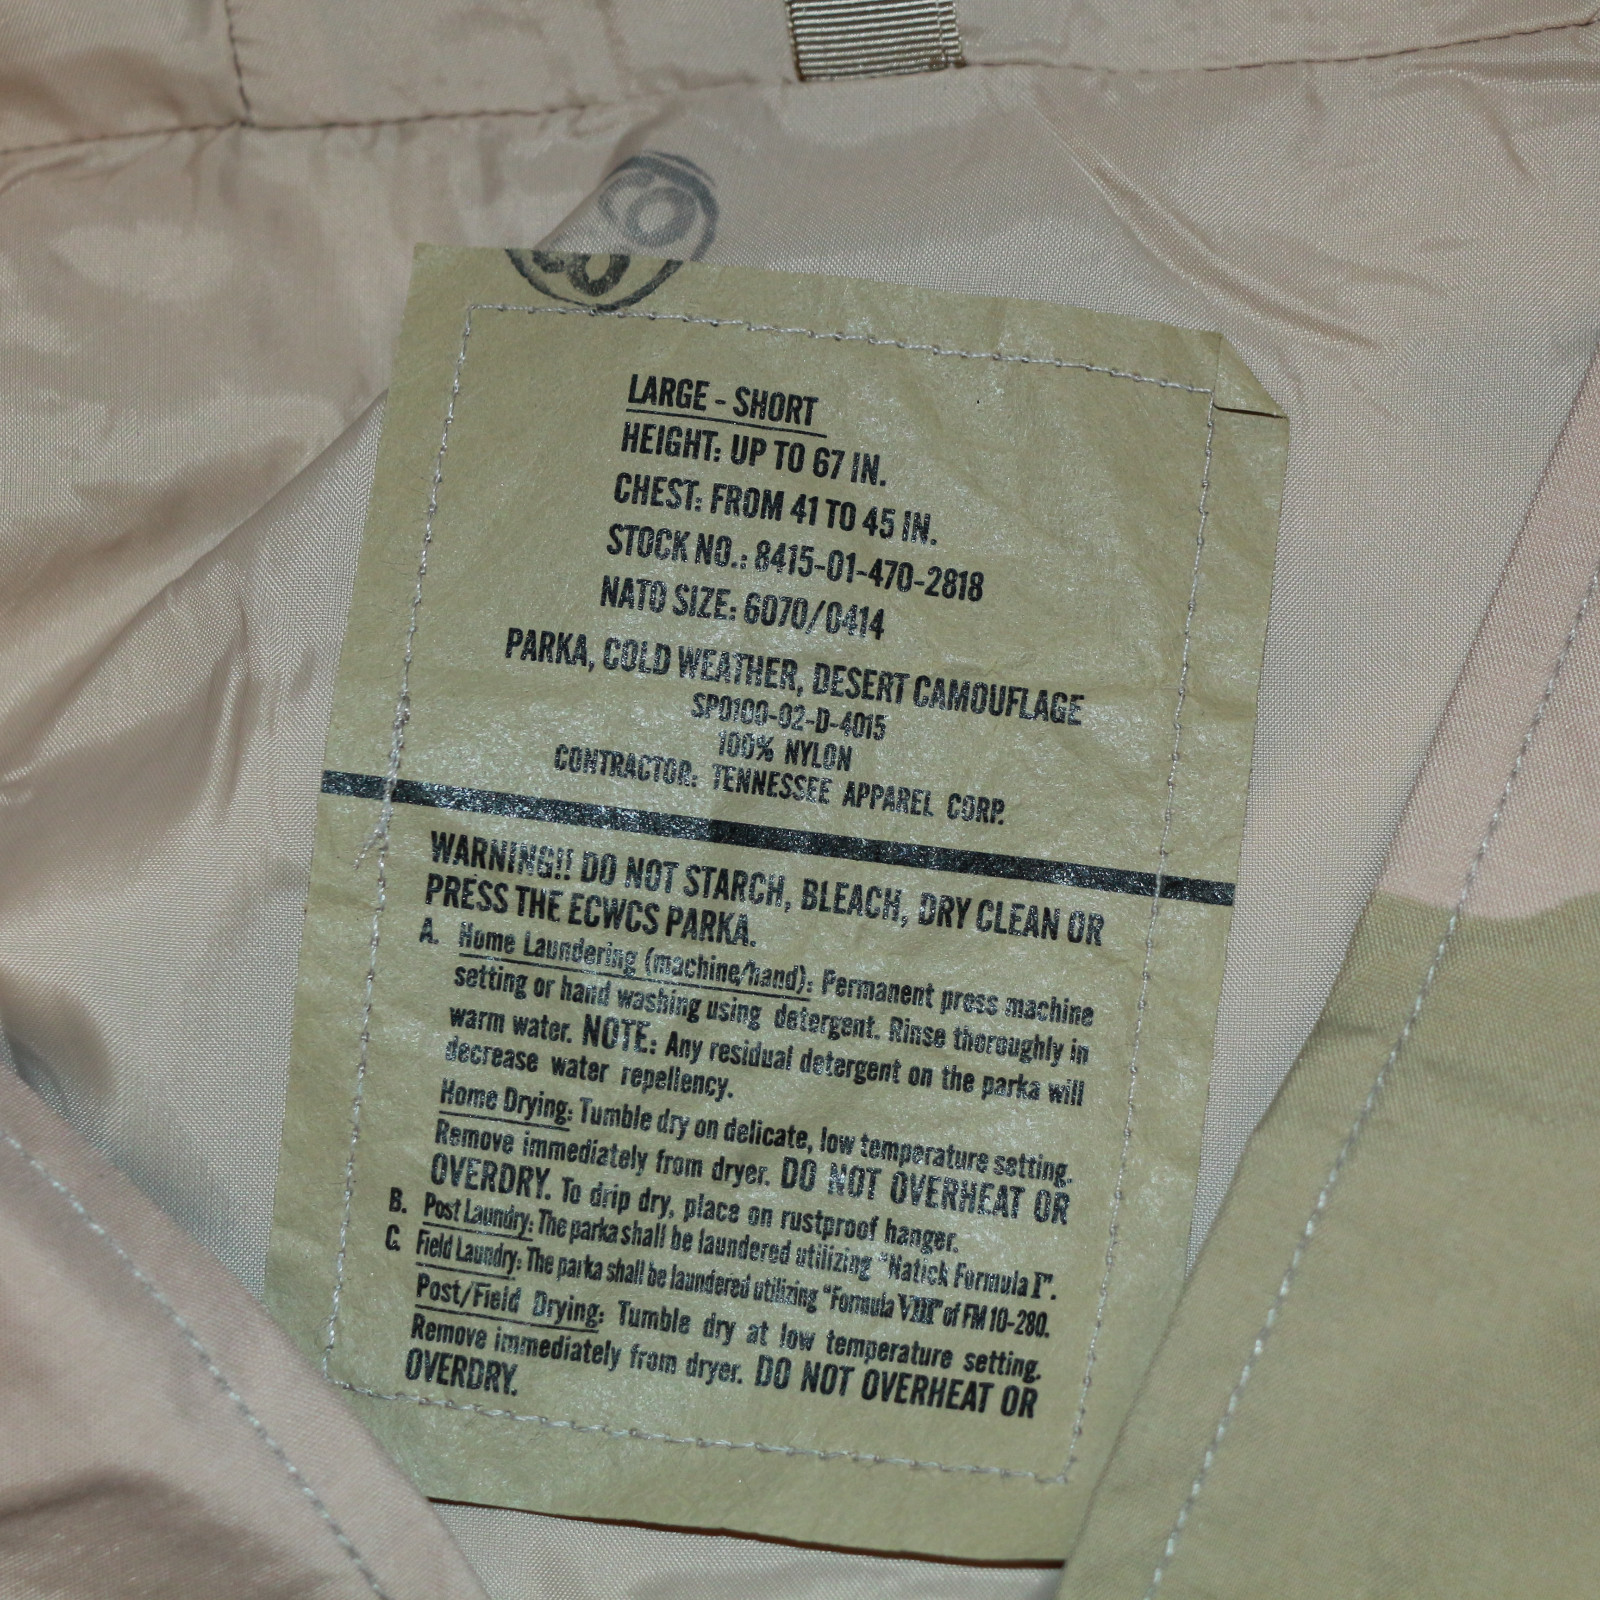 LARGE - SHORT
HEIGHT: UP TO 67 IN.
CHEST: FROM 41 TO 45 IN.
STOCK NO.: 8415-01-470-2818
NATO SIZE: 6070/0414
PARKA, COLD WEATHER, DESERT CAMOUFLAGE
SP0100-02-D-4015
100% NYLON
CONTRACTOR: TENNESSEE APPAREL CORP.
WARNING!! DO NOT STARCH, BLEACH, DRY CLEAN OR
PRESS THE ECWCS PARKA.
A. Home Laundering (machine/hand): Permanent press machine
setting or hand washing using detergent. Rinse thoroughly in
warm water. NOTE: Any residual detergent on the parka will
decrease water repellency.
Home Drying: Tumble dry on delicate, low temperature setting.
Remove immediately from dryer. DO NOT OVERHEAT OR
OVERDRY. To drip dry, place on rustproof hanger.
B. Post Laundry: The parka shall be laundered utilizing "Natick Formula I".
C. Field Laundry: The parka shall be laundered utilizing "Formula VIII" of FM 10-280.
Post/Field Drying: Tumble dry at low temperature setting.
Remove immediately from dryer. DO NOT OVERHEAT OR
OVERDRY.